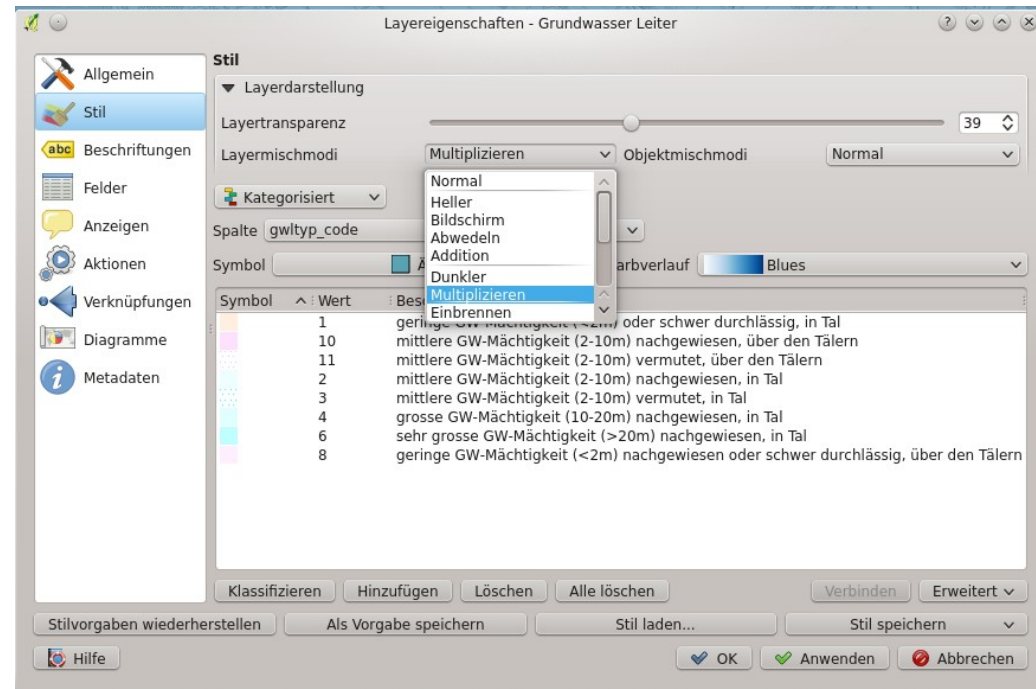 Layereigenschaften - Grundwasser Leiter
Allgemein
Stil
abc Beschriftungen
Felder
Anzeigen
Aktionen
Verknüpfungen
Diagramme
Metadaten
Stil
Layerdarstellung
Layertransparenz 39
Layermischmodi Multiplizieren Objektmischmodi Normal
Normal
Heller
Bildschirm
Abwedeln
Addition
Dunkler
Multiplizieren
Einbrennen
Kategorisiert
Spalte gwltyp_code
Symbol Blues
Symbol Wert
1 geringe GW-Mächtigkeit (<2m) oder schwer durchlässig, in Tal
10 mittlere GW-Mächtigkeit (2-10m) nachgewiesen, über den Tälern
11 mittlere GW-Mächtigkeit (2-10m) vermutet, über den Tälern
2 mittlere GW-Mächtigkeit (2-10m) nachgewiesen, in Tal
3 mittlere GW-Mächtigkeit (2-10m) vermutet, in Tal
4 grosse GW-Mächtigkeit (10-20m) nachgewiesen, in Tal
6 sehr grosse GW-Mächtigkeit (>20m) nachgewiesen, in Tal
8 geringe GW-Mächtigkeit (<2m) nachgewiesen oder schwer durchlässig, über den Tälern
Klassifizieren Hinzufügen Löschen Alle löschen Verbinden Erweitert
Stilvorgaben wiederherstellen Als Vorgabe speichern Stil laden... Stil speichern
Hilfe OK Anwenden Abbrechen